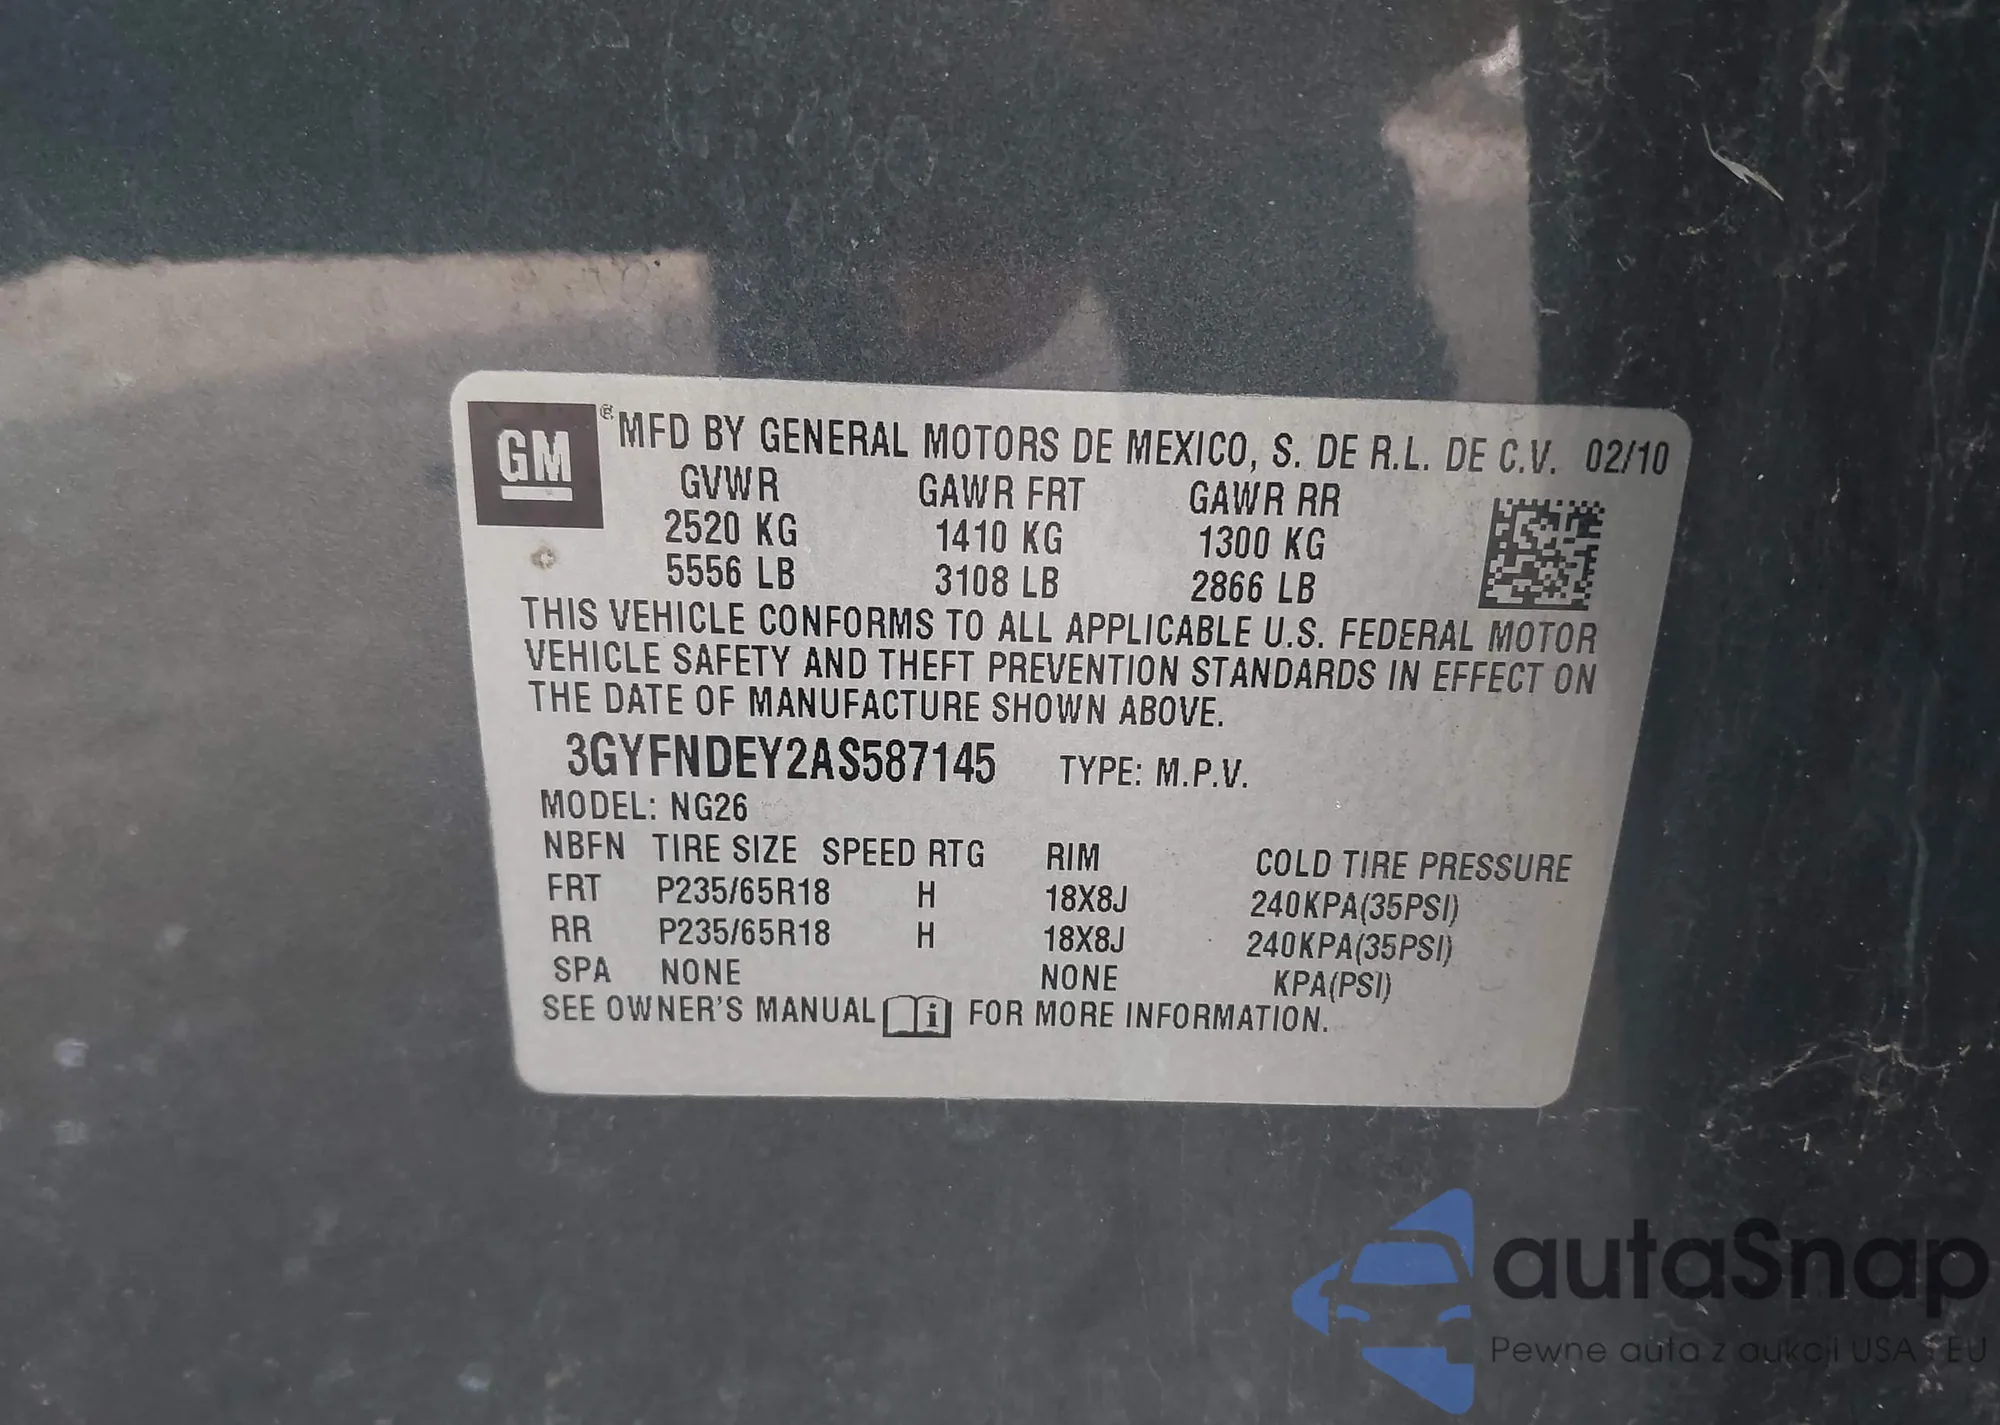 GM ® MFD BY GENERAL MOTORS DE MEXICO, S. DE R.L. DE C.V. 02/10
GVWR GAWR FRT GAWR RR
2520 KG 1410 KG 1300 KG
5556 LB 3108 LB 2866 LB
THIS VEHICLE CONFORMS TO ALL APPLICABLE U.S. FEDERAL MOTOR
VEHICLE SAFETY AND THEFT PREVENTION STANDARDS IN EFFECT ON
THE DATE OF MANUFACTURE SHOWN ABOVE.
3GYFNDEY2AS587145 TYPE: M.P.V.
MODEL: NG26
NBFN TIRE SIZE SPEED RTG RIM COLD TIRE PRESSURE
FRT P235/65R18 H 18X8J 240KPA(35PSI)
RR P235/65R18 H 18X8J 240KPA(35PSI)
SPA NONE NONE KPA(PSI)
SEE OWNER'S MANUAL i FOR MORE INFORMATION.
autaSnap
Pewne auta z aukcji USA i EU